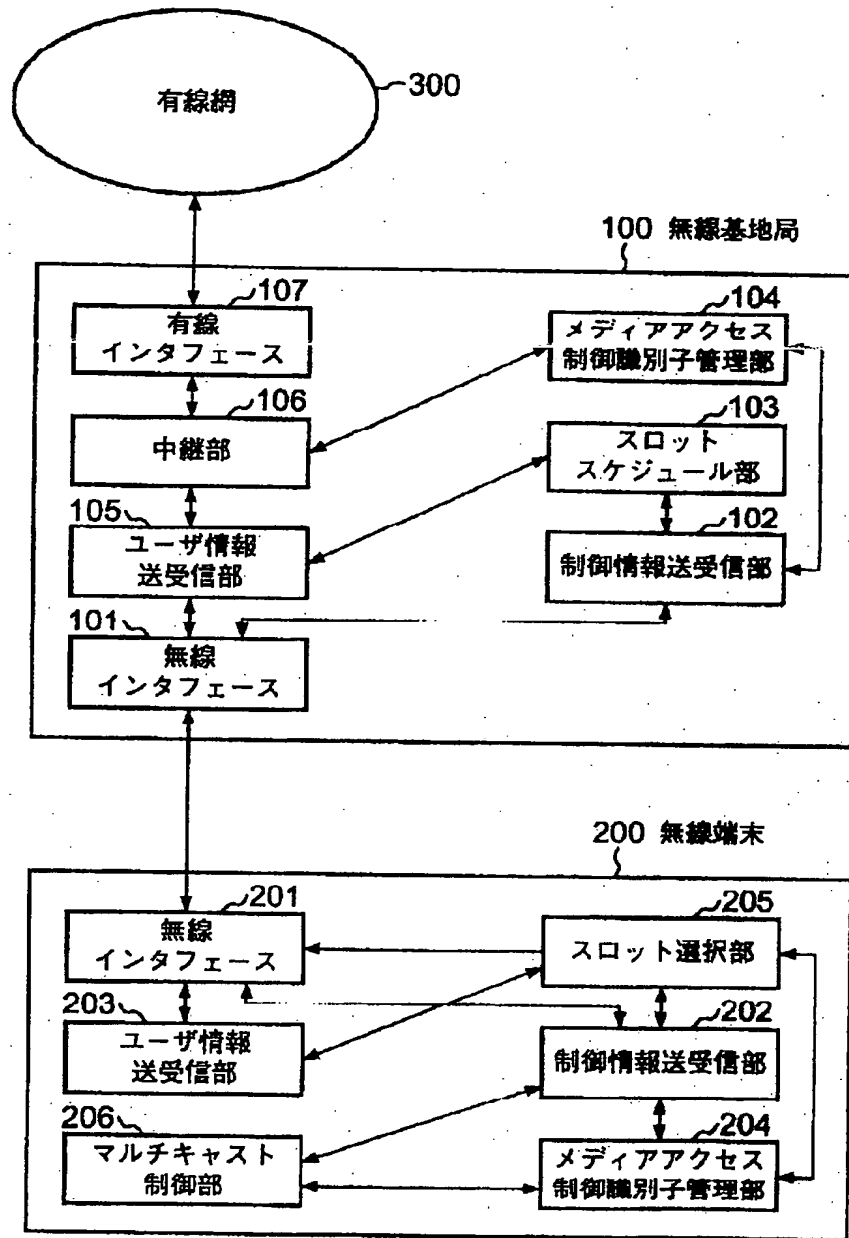 有線網
300
100 無線基地局
107
有線
インタフェース
104
メディアアクセス
制御識別子管理部
106
中継部
103
スロット
スケジュール部
105
ユーザ情報
送受信部
102
制御情報送受信部
101
無線
インタフェース
200 無線端末
201
無線
インタフェース
205
スロット選択部
203
ユーザ情報
送受信部
202
制御情報送受信部
206
マルチキャスト
制御部
204
メディアアクセス
制御識別子管理部